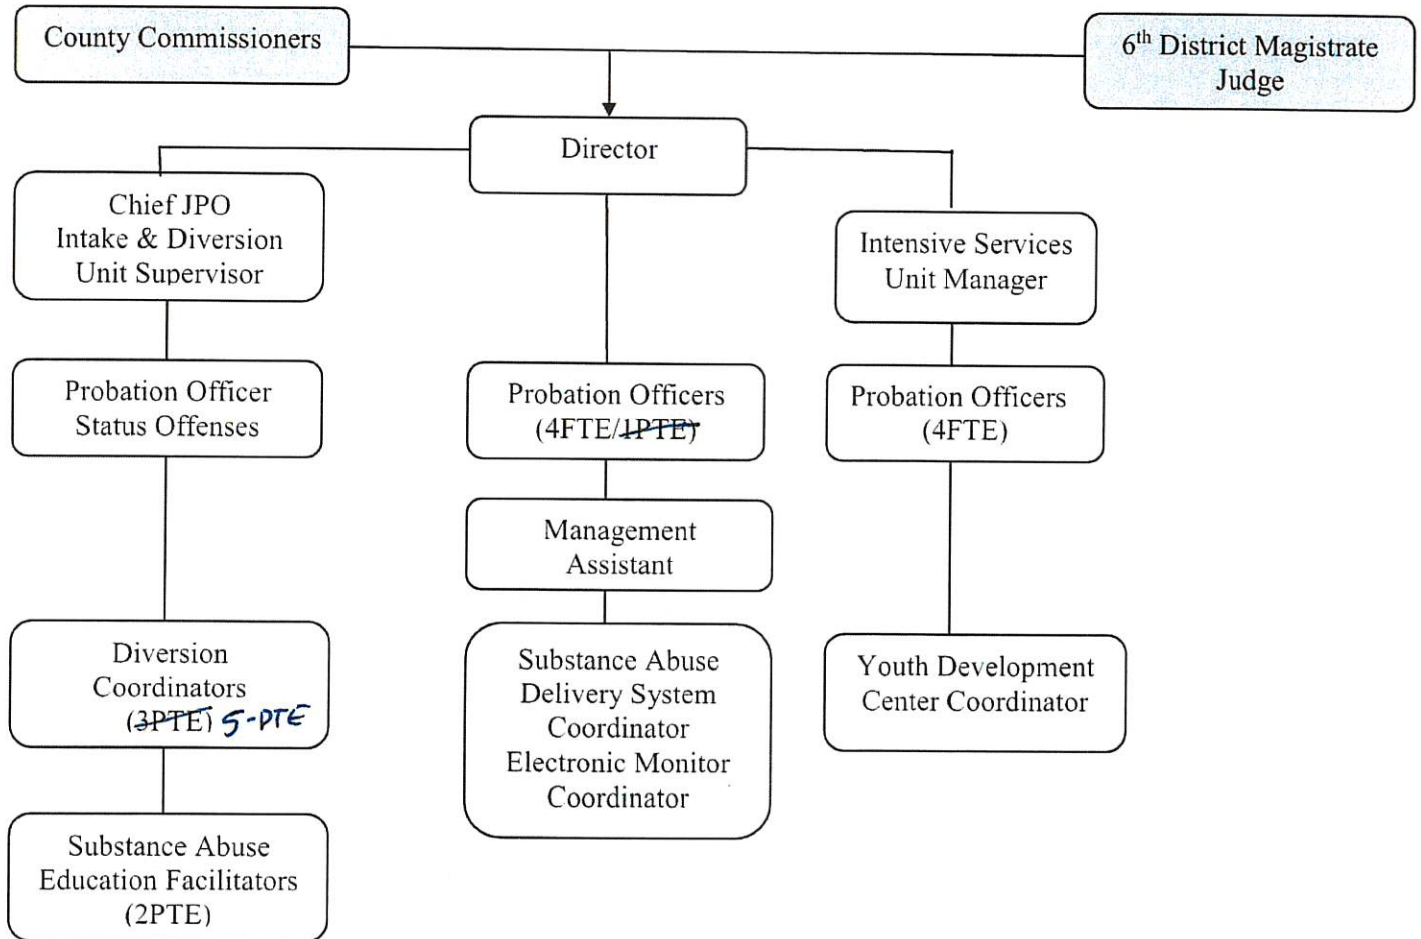 County Commissioners
6th District Magistrate
Judge
Director
Chief JPO
Intake & Diversion
Unit Supervisor
Intensive Services
Unit Manager
Probation Officer
Status Offenses
Probation Officers
(4FTE/1PTE)
Probation Officers
(4FTE)
Management
Assistant
Diversion
Coordinators
(3PTE) 5-PTE
Substance Abuse
Delivery System
Coordinator
Electronic Monitor
Coordinator
Youth Development
Center Coordinator
Substance Abuse
Education Facilitators
(2PTE)